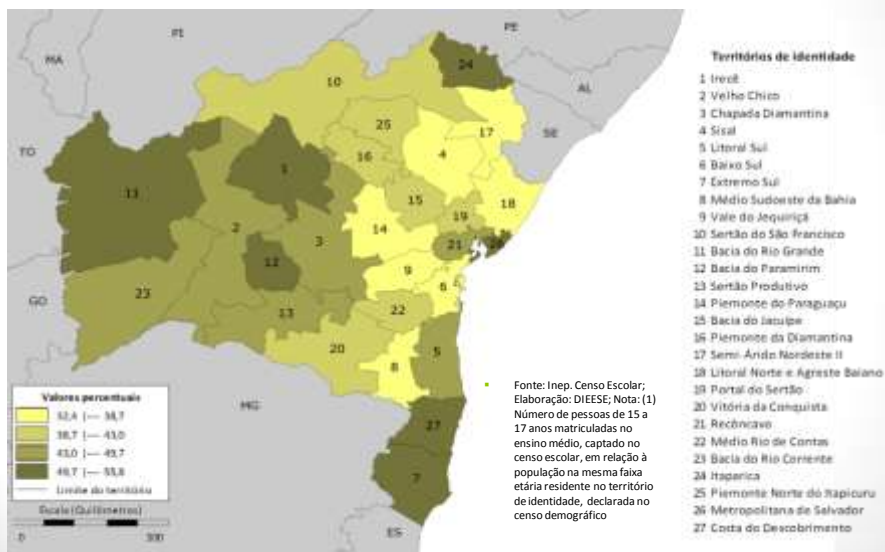 PI
PE
MA
24
10
AL
25
17
SE
TO
16
4
1
11
15
18
14
19
2
3
21
26
12
9
GO
23
6
13
22
20
5
8
MG
27
7
ES
Valores percentuais
32,4 |--- 38,7
38,7 |--- 43,0
43,0 |--- 49,7
49,7 |--- 55,8
Limite do território
Escala (Quilômetros)
0 100
Fonte: Inep. Censo Escolar;
Elaboração: DIEESE; Nota: (1)
Número de pessoas de 15 a
17 anos matriculadas no
ensino médio, captado no
censo escolar, em relação à
população na mesma faixa
etária residente no território
de identidade, declarada no
censo demográfico
Territórios de identidade
1 Irecê
2 Velho Chico
3 Chapada Diamantina
4 Sisal
5 Litoral Sul
6 Baixo Sul
7 Extremo Sul
8 Médio Sudoeste da Bahia
9 Vale do Jequiriçá
10 Sertão do São Francisco
11 Bacia do Rio Grande
12 Bacia do Paramirim
13 Sertão Produtivo
14 Piemonte do Paraguaçu
15 Bacia do Jacuípe
16 Piemonte da Diamantina
17 Semi-Árido Nordeste II
18 Litoral Norte e Agreste Baiano
19 Portal do Sertão
20 Vitória da Conquista
21 Recôncavo
22 Médio Rio de Contas
23 Bacia do Rio Corrente
24 Itaparica
25 Piemonte Norte do Itapicuru
26 Metropolitana de Salvador
27 Costa do Descobrimento